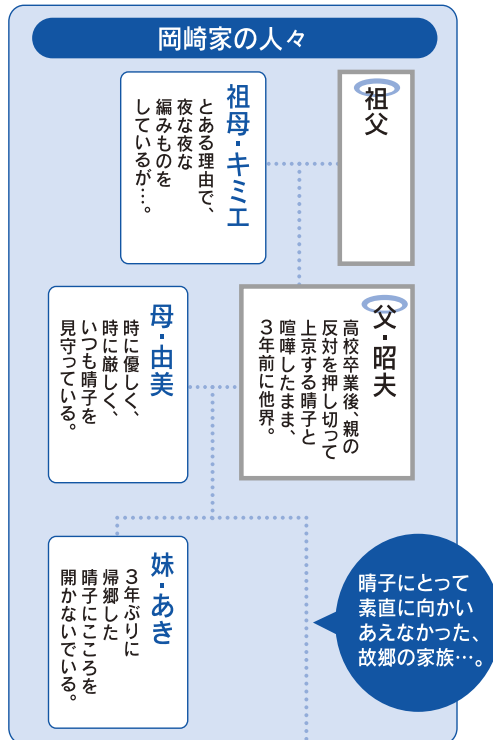 岡崎家の人々
祖父
祖母・キミエ
とある理由で、
夜な夜な
編みものを
しているが…。
父・昭夫
高校卒業後、親の
反対を押し切って
上京する晴子と
喧嘩したまま、
３年前に他界。
母・由美
時に優しく、
時に厳しく、
いつも晴子を
見守っている。
妹・あき
３年ぶりに
帰郷した
晴子にこころを
開かないでいる。
晴子にとって
素直に向かい
あえなかった、
故郷の家族…。